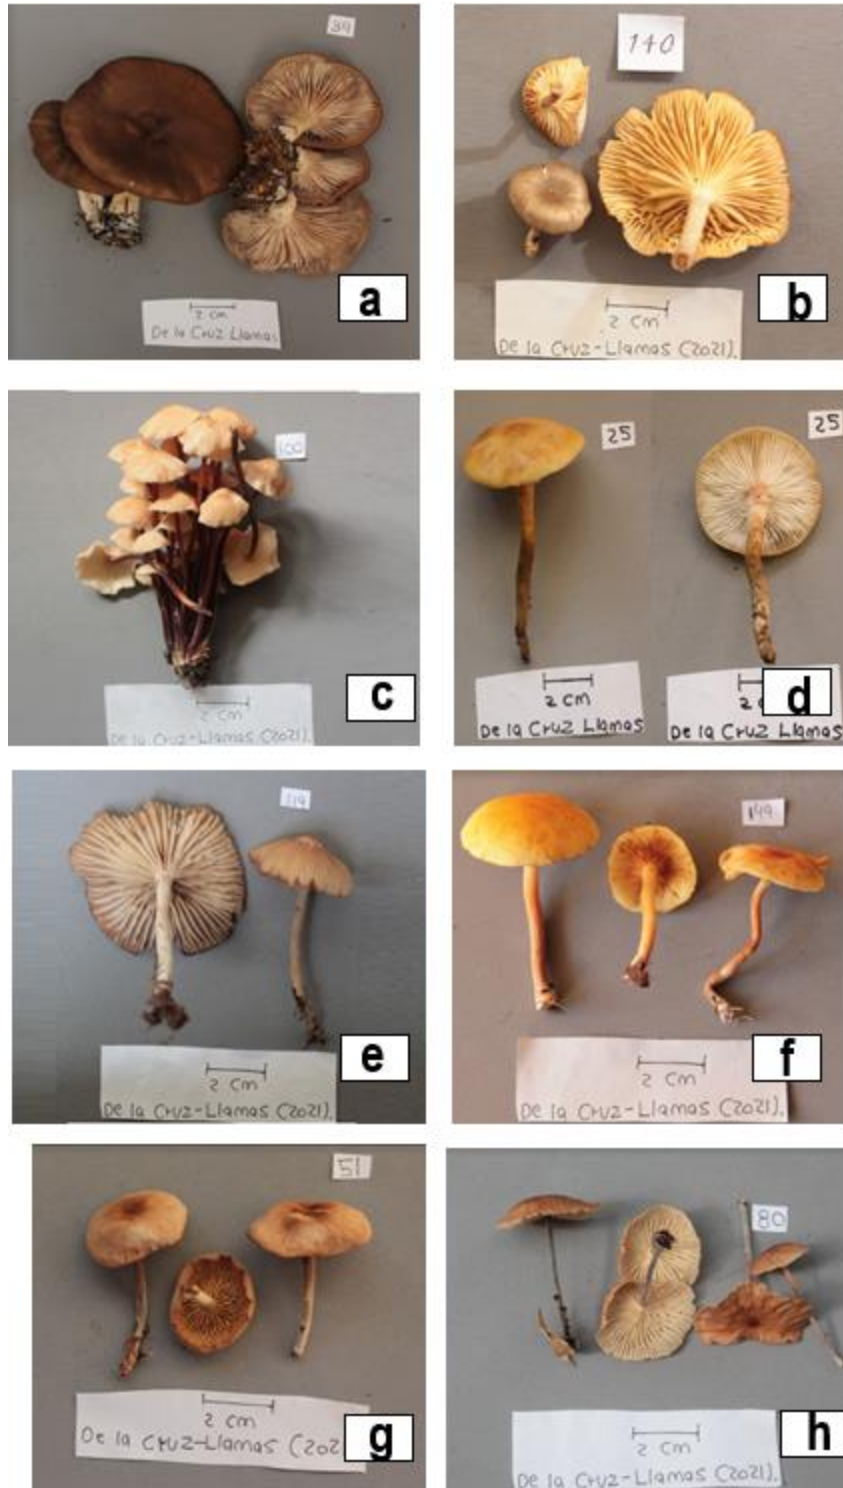 39
2 cm
De la Cruz Llamas
a
140
2 cm
De la Cruz-Llamas (2021).
b
100
2 cm
De la Cruz-Llamas (2021).
c
25
2 cm
De la Cruz Llamas
25
2
De la Cruz Llamas
d
119
2 cm
De la Cruz-Llamas (2021).
e
149
2 cm
De la Cruz-Llamas (2021).
f
51
2 cm
De la Cruz-Llamas (202
g
80
2 cm
De la Cruz-Llamas (2021).
h